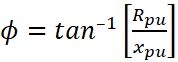 ϕ = tan⁻¹ [R_pu / x_pu]